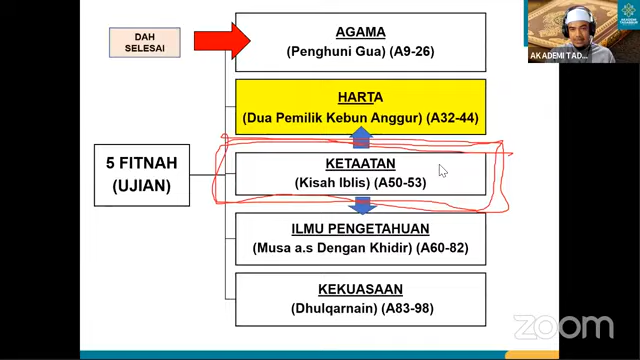 DAH
SELESAI
AGAMA
(Penghuni Gua) (A9-26)
HARTA
(Dua Pemilik Kebun Anggur) (A32-44)
5 FITNAH
(UJIAN)
KETAATAN
(Kisah Iblis) (A50-53)
ILMU PENGETAHUAN
(Musa a.s Dengan Khidir) (A60-82)
KEKUASAAN
(Dhulqarnain) (A83-98)
AKADEMI TAD...
zoom